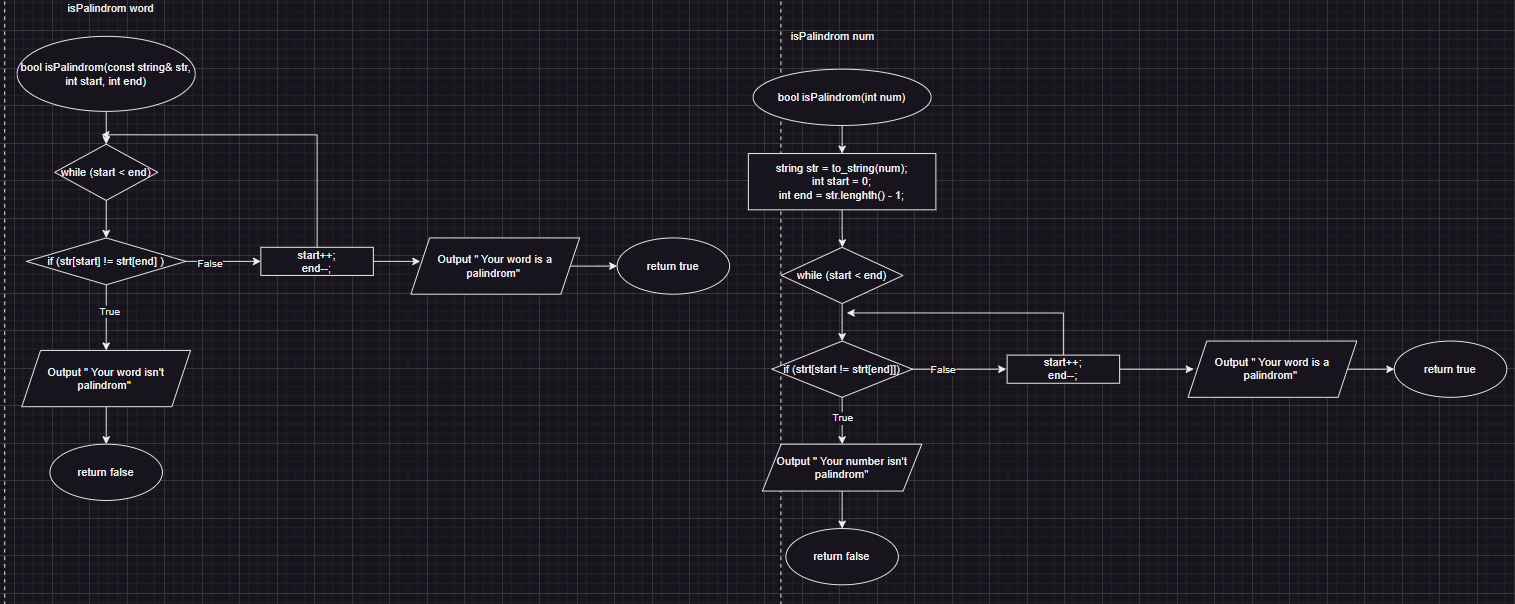 isPalindrom word
bool isPalindrom(const string& str,
int start, int end)
while (start < end)
if (str[start] != strt[end] )
False
start++;
end--;
Output " Your word is a
palindrom"
return true
True
Output " Your word isn't
palindrom"
return false
isPalindrom num
bool isPalindrom(int num)
string str = to_string(num);
int start = 0;
int end = str.lenghth() - 1;
while (start < end)
if (strt[start != strt[end]])
False
start++;
end--;
Output " Your word is a
palindrom"
return true
True
Output " Your number isn't
palindrom"
return false